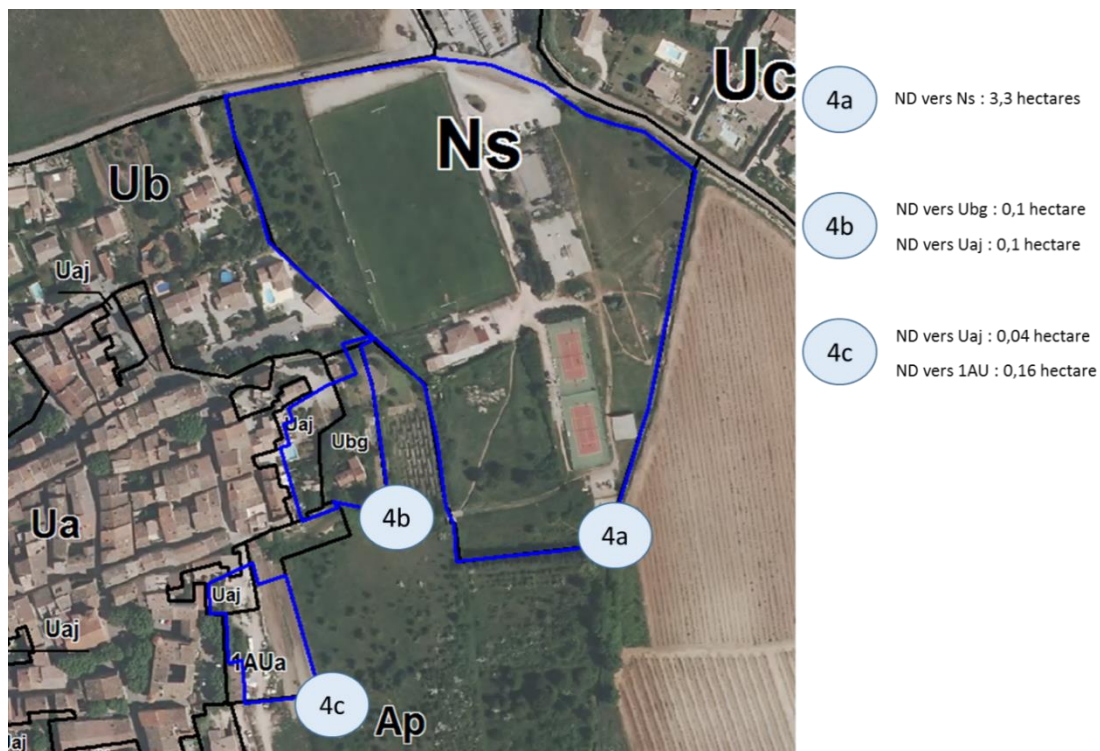 Uc
Ns
Ub
Uaj
Uaj
Ubg
4b
Ua
4a
Uaj
Uaj
1AUa
4c
Ap
Jaj
4a
ND vers Ns : 3,3 hectares
4b
ND vers Ubg : 0,1 hectare
ND vers Uaj : 0,1 hectare
4c
ND vers Uaj : 0,04 hectare
ND vers 1AU : 0,16 hectare